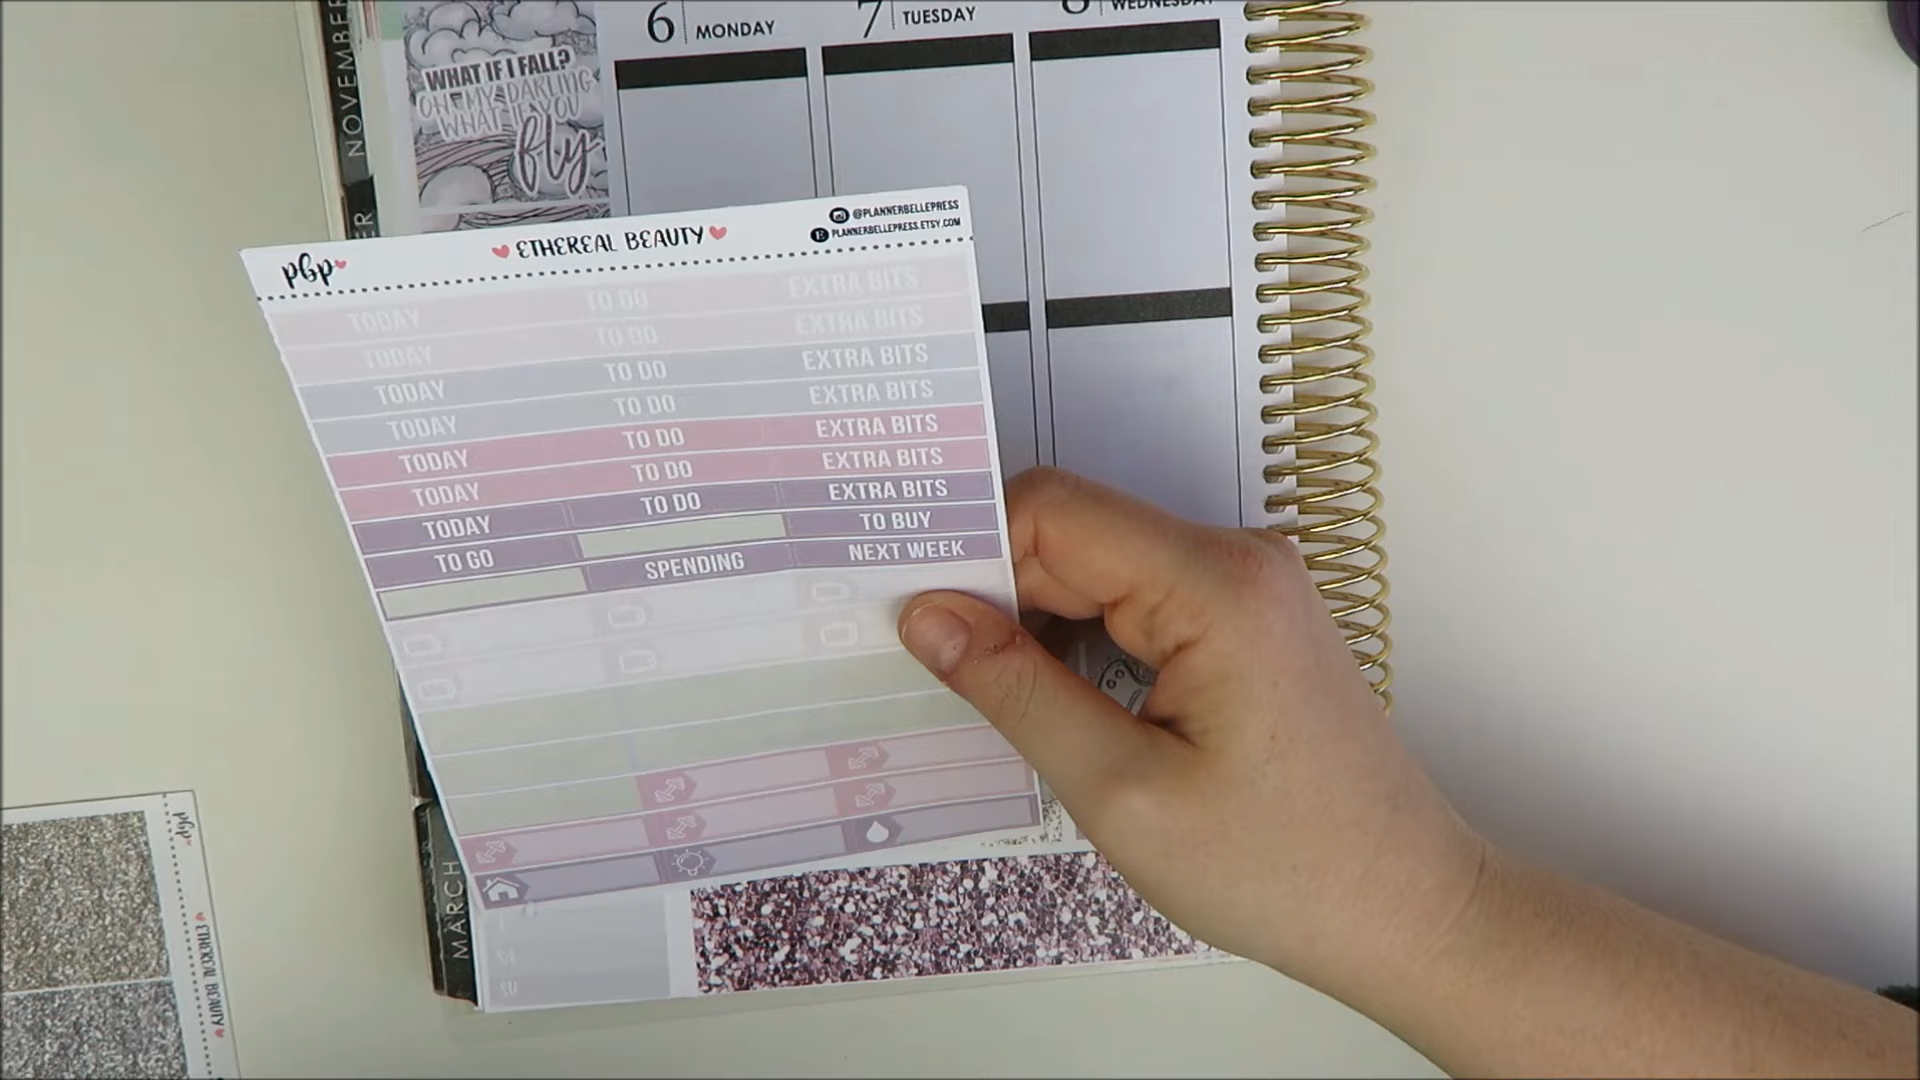 NOVEMBER
6 MONDAY
7 TUESDAY
8 WEDNESDAY
WHAT IF I FALL?
OH, MY DARLING
WHAT IF YOU
fly
pbp
ETHEREAL BEAUTY
@PLANNERBELLEPRESS
PLANNERBELLEPRESS.ETSY.COM
TODAY TO DO EXTRA BITS
TODAY TO DO EXTRA BITS
TODAY TO DO EXTRA BITS
TODAY TO DO EXTRA BITS
TODAY TO DO EXTRA BITS
TODAY TO DO EXTRA BITS
TODAY TO DO EXTRA BITS
TO GO TO BUY
SPENDING NEXT WEEK
MARCH
pbp
ETHEREAL BEAUTY